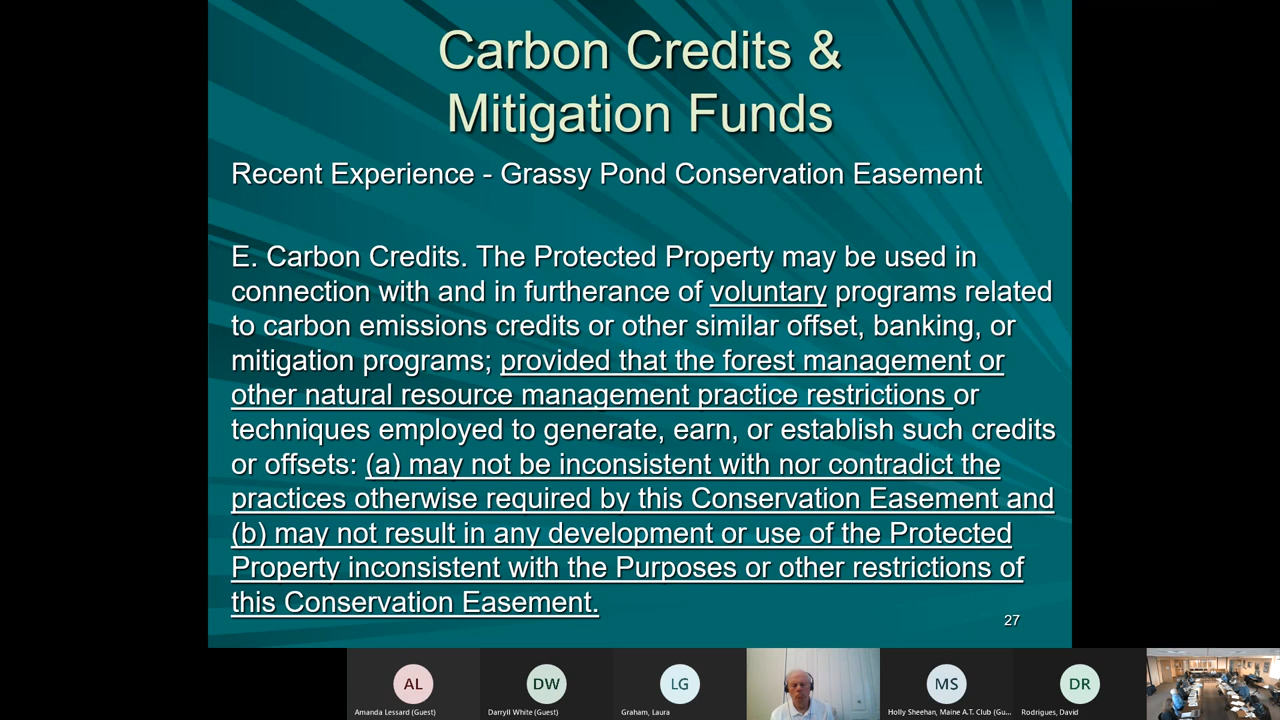 Carbon Credits &
Mitigation Funds
Recent Experience - Grassy Pond Conservation Easement
E. Carbon Credits. The Protected Property may be used in
connection with and in furtherance of voluntary programs related
to carbon emissions credits or other similar offset, banking, or
mitigation programs; provided that the forest management or
other natural resource management practice restrictions or
techniques employed to generate, earn, or establish such credits
or offsets: (a) may not be inconsistent with nor contradict the
practices otherwise required by this Conservation Easement and
(b) may not result in any development or use of the Protected
Property inconsistent with the Purposes or other restrictions of
this Conservation Easement.
27
AL
DW
LG
MS
DR
Amanda Lessard (Guest)
Darryll White (Guest)
Graham, Laura
Holly Sheehan, Maine A.T. Club (Gu...
Rodrigues, David